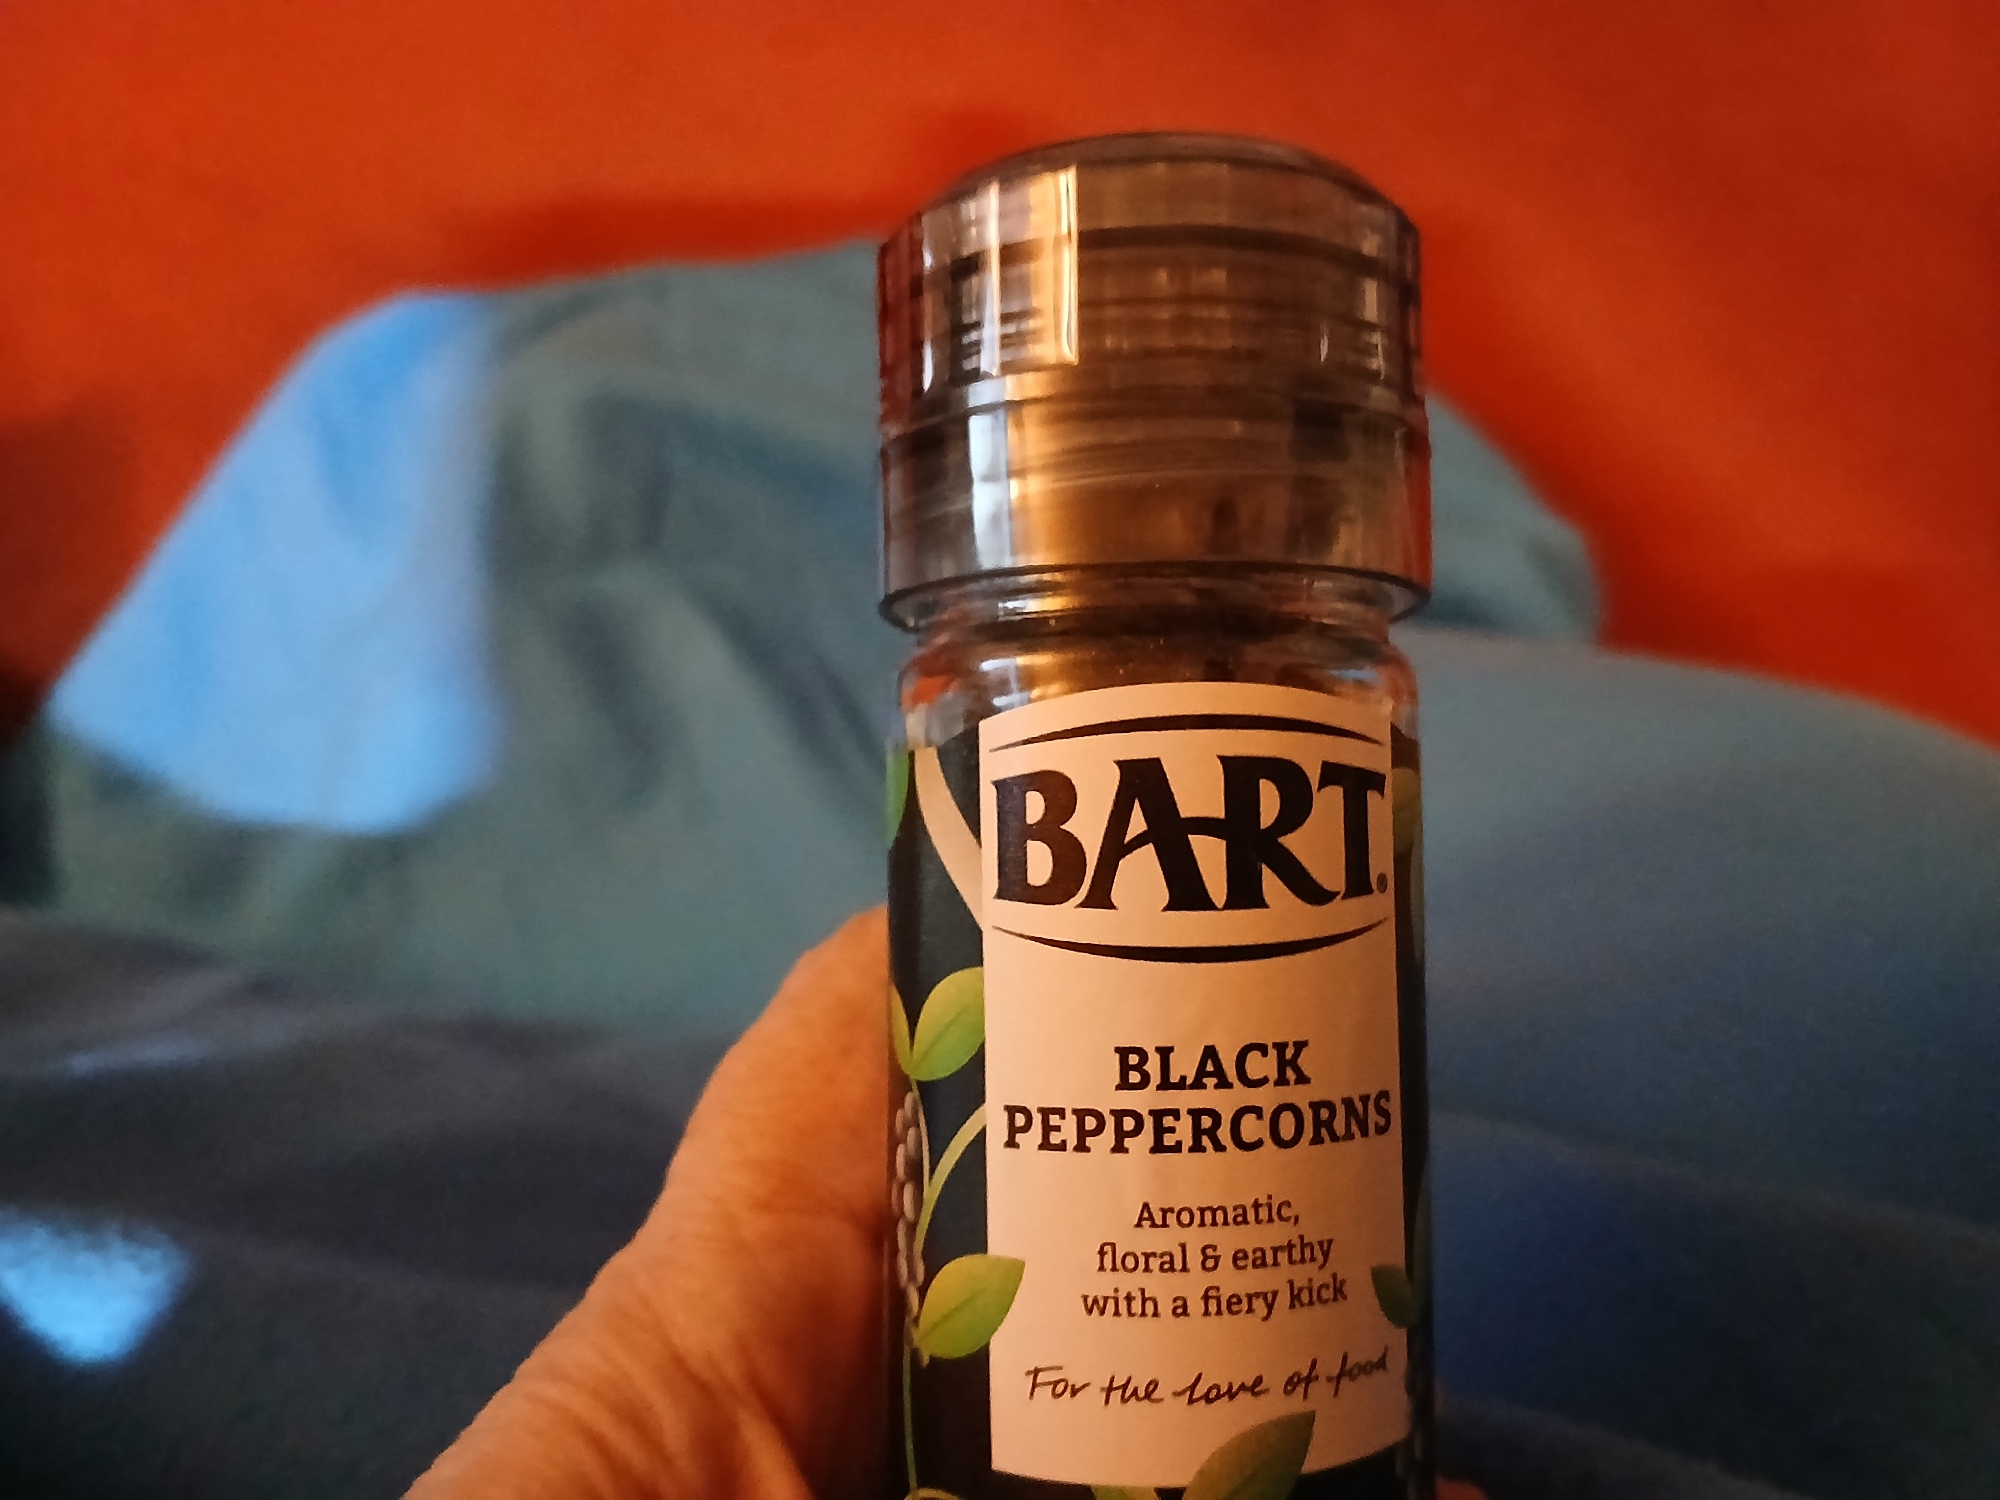 BART®
BLACK
PEPPERCORNS
Aromatic,
floral & earthy
with a fiery kick
For the love of food